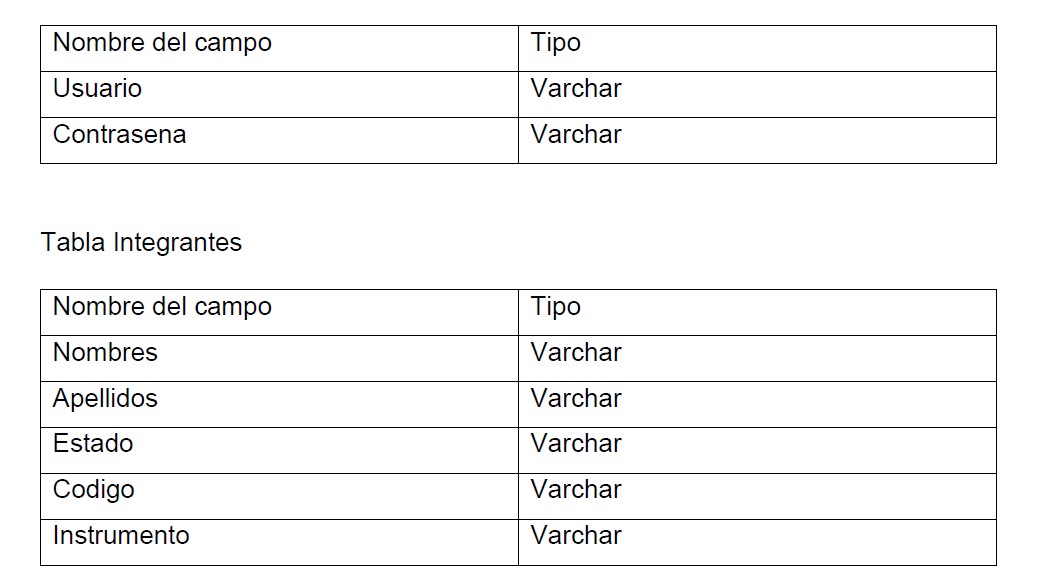 Nombre del campo Tipo
Usuario Varchar
Contrasena Varchar
Tabla Integrantes
Nombre del campo Tipo
Nombres Varchar
Apellidos Varchar
Estado Varchar
Codigo Varchar
Instrumento Varchar